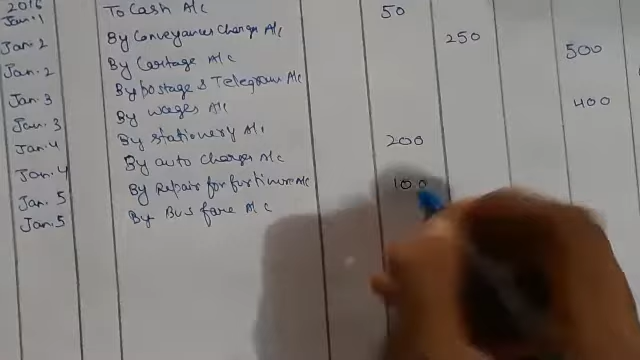 2016
Jan.1 To Cash A/c
Jan.2 By Conveyance Charges A/c 50
Jan.2 By Cartage A/c 250
Jan.3 By postage & Telegram A/c 500
Jan.3 By wages A/c 400
Jan.4 By stationery A/c
Jan.4 By auto charges A/c 200
Jan.5 By Repair for furtinure A/c
Jan.5 By Bus fare A/c 100